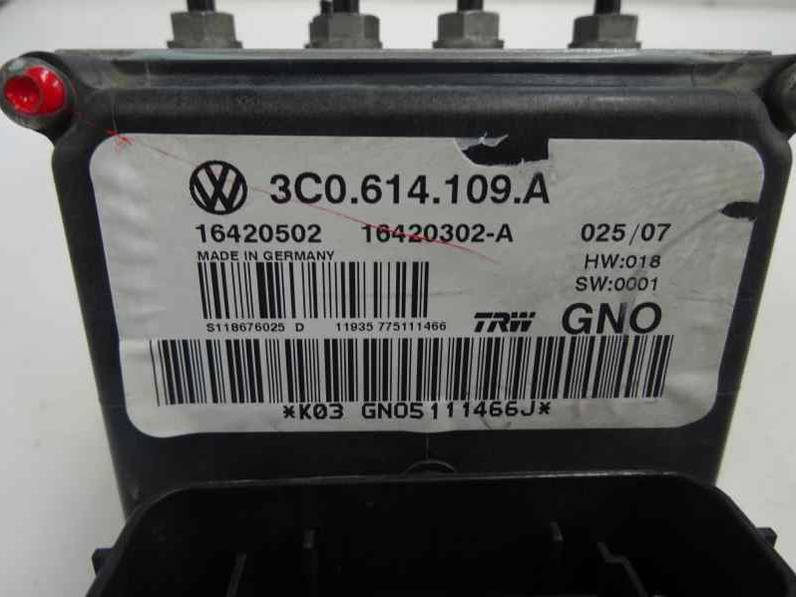 3C0.614.109.A
16420502 16420302-A 025/07
MADE IN GERMANY
HW:018
SW:0001
S118676025 D 11935 775111466
TRW GNO
*K03 GNO5111466J*